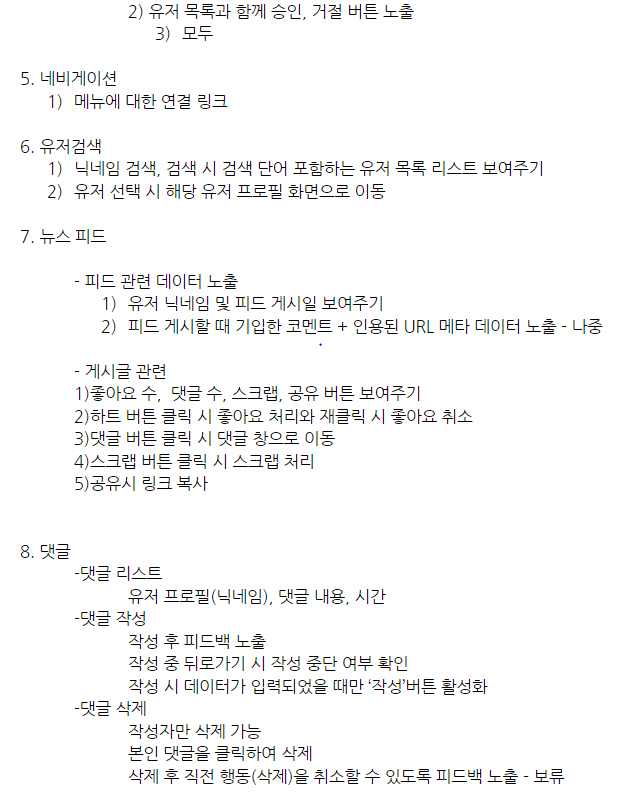 2) 유저 목록과 함께 승인, 거절 버튼 노출
3) 모두
5. 네비게이션
1) 메뉴에 대한 연결 링크
6. 유저검색
1) 닉네임 검색, 검색 시 검색 단어 포함하는 유저 목록 리스트 보여주기
2) 유저 선택 시 해당 유저 프로필 화면으로 이동
7. 뉴스 피드
- 피드 관련 데이터 노출
1) 유저 닉네임 및 피드 게시일 보여주기
2) 피드 게시할 때 기입한 코멘트 + 인용된 URL 메타 데이터 노출 - 나중
- 게시글 관련
1)좋아요 수, 댓글 수, 스크랩, 공유 버튼 보여주기
2)하트 버튼 클릭 시 좋아요 처리와 재클릭 시 좋아요 취소
3)댓글 버튼 클릭 시 댓글 창으로 이동
4)스크랩 버튼 클릭 시 스크랩 처리
5)공유시 링크 복사
8. 댓글
-댓글 리스트
유저 프로필(닉네임), 댓글 내용, 시간
-댓글 작성
작성 후 피드백 노출
작성 중 뒤로가기 시 작성 중단 여부 확인
작성 시 데이터가 입력되었을 때만 ‘작성’버튼 활성화
-댓글 삭제
작성자만 삭제 가능
본인 댓글을 클릭하여 삭제
삭제 후 직전 행동(삭제)을 취소할 수 있도록 피드백 노출 - 보류